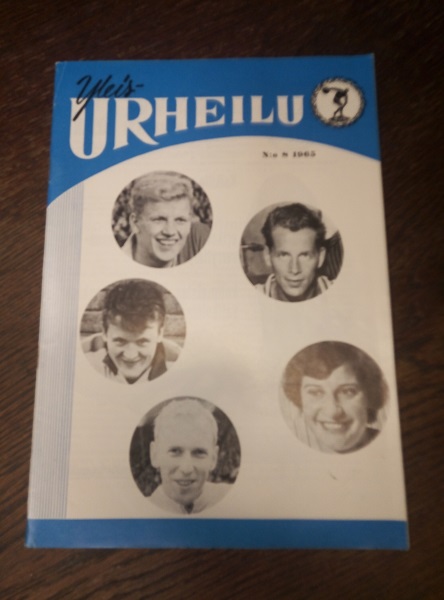 Yleis-
URHEILU
N:o 8 1965